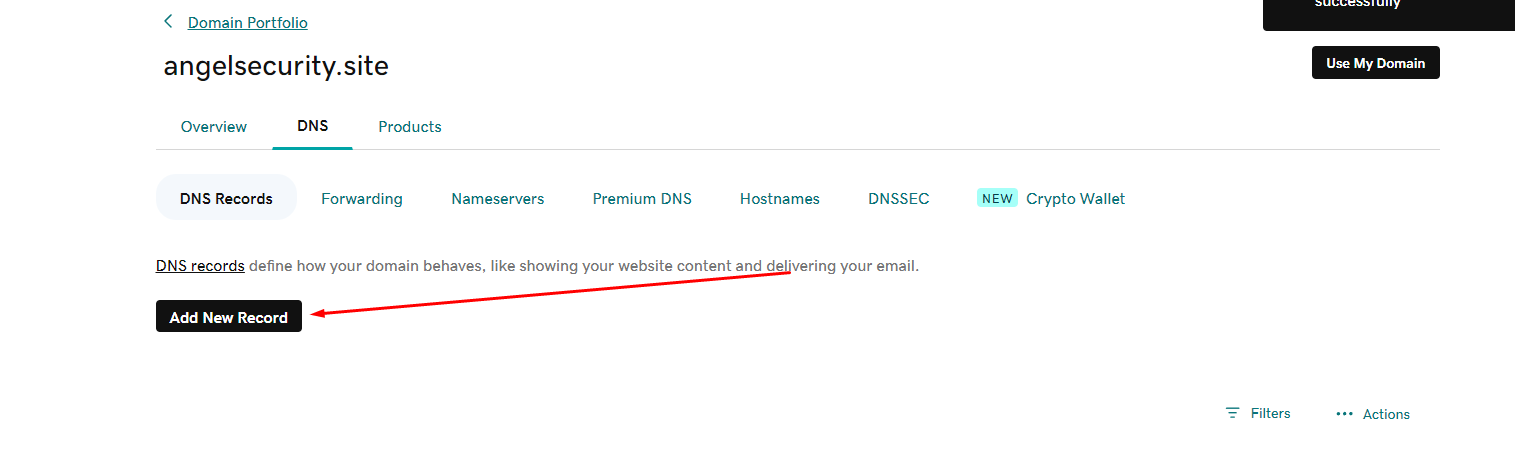 successfully
Domain Portfolio
angelsecurity.site
Use My Domain
Overview DNS Products
DNS Records Forwarding Nameservers Premium DNS Hostnames DNSSEC NEW Crypto Wallet
DNS records define how your domain behaves, like showing your website content and delivering your email.
Add New Record
Filters Actions